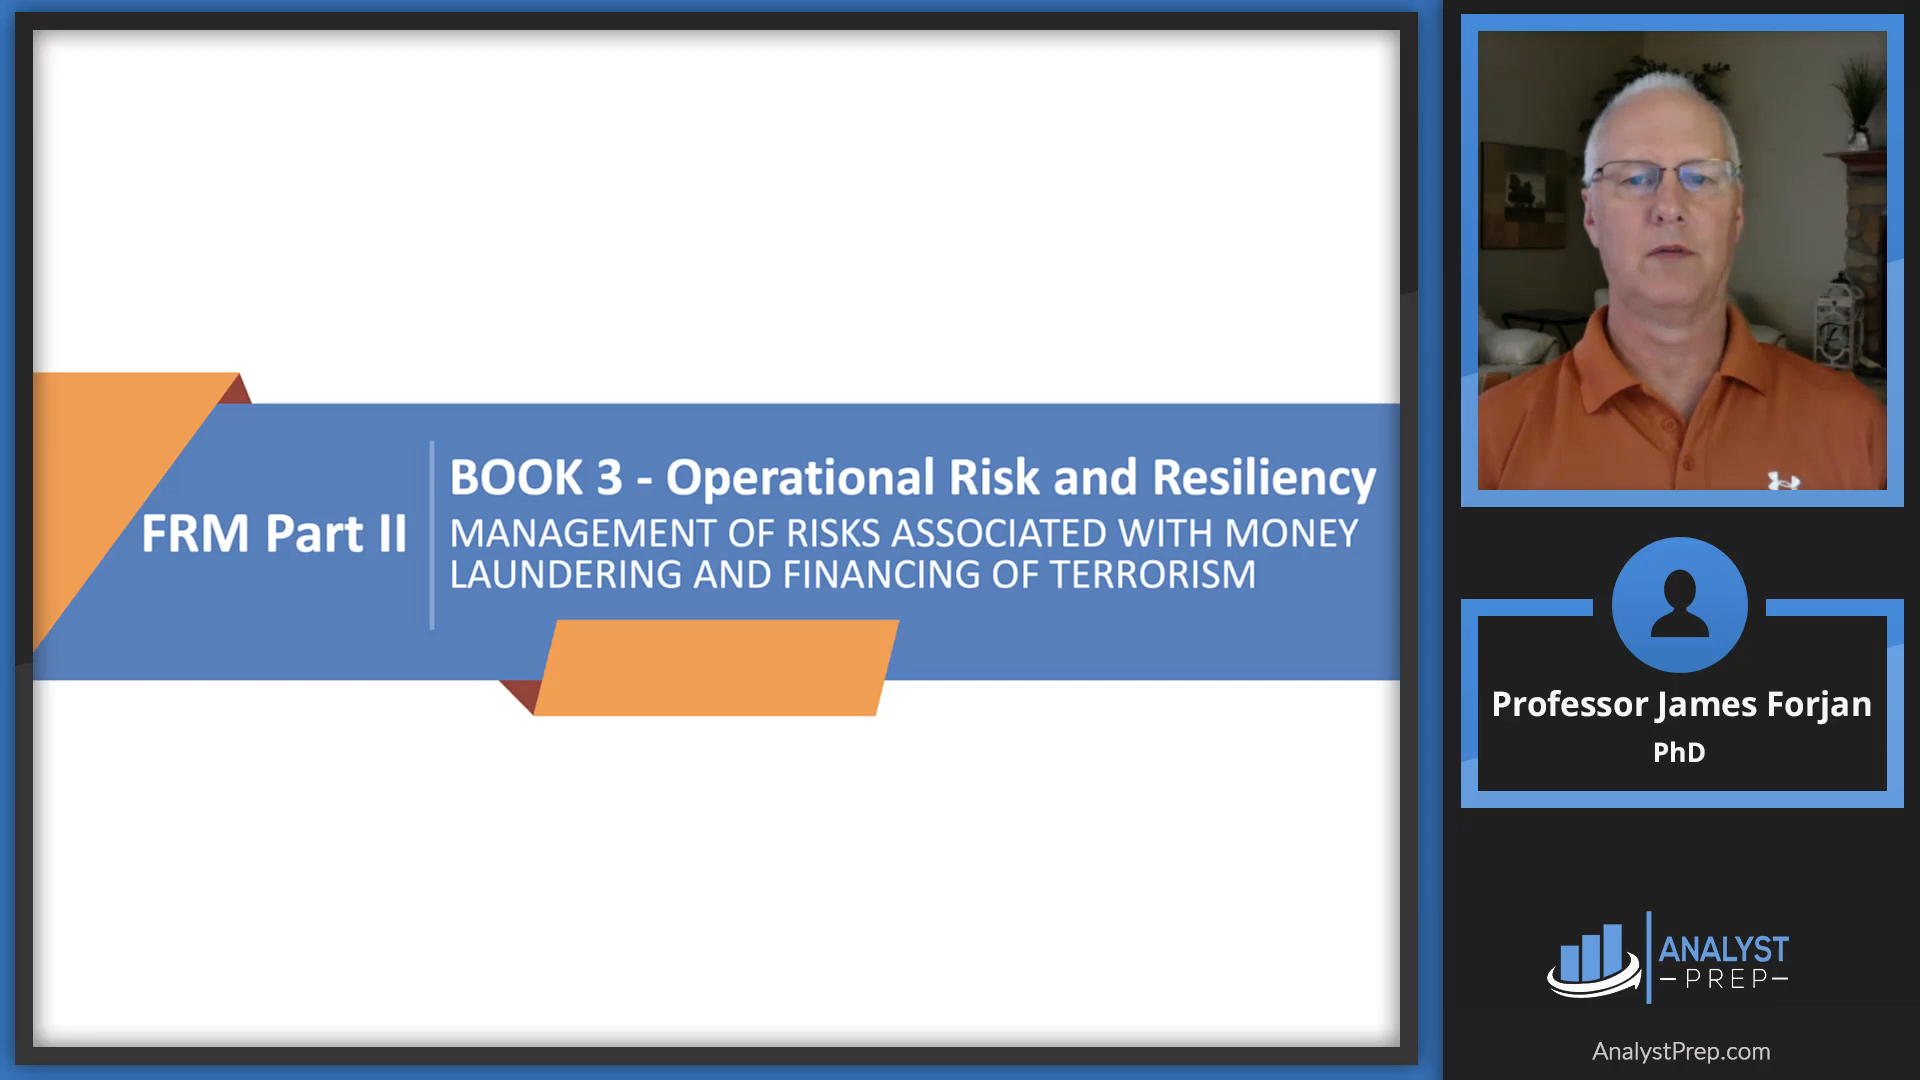 FRM Part II
BOOK 3 - Operational Risk and Resiliency
MANAGEMENT OF RISKS ASSOCIATED WITH MONEY
LAUNDERING AND FINANCING OF TERRORISM
Professor James Forjan
PhD
ANALYST
PREP
AnalystPrep.com